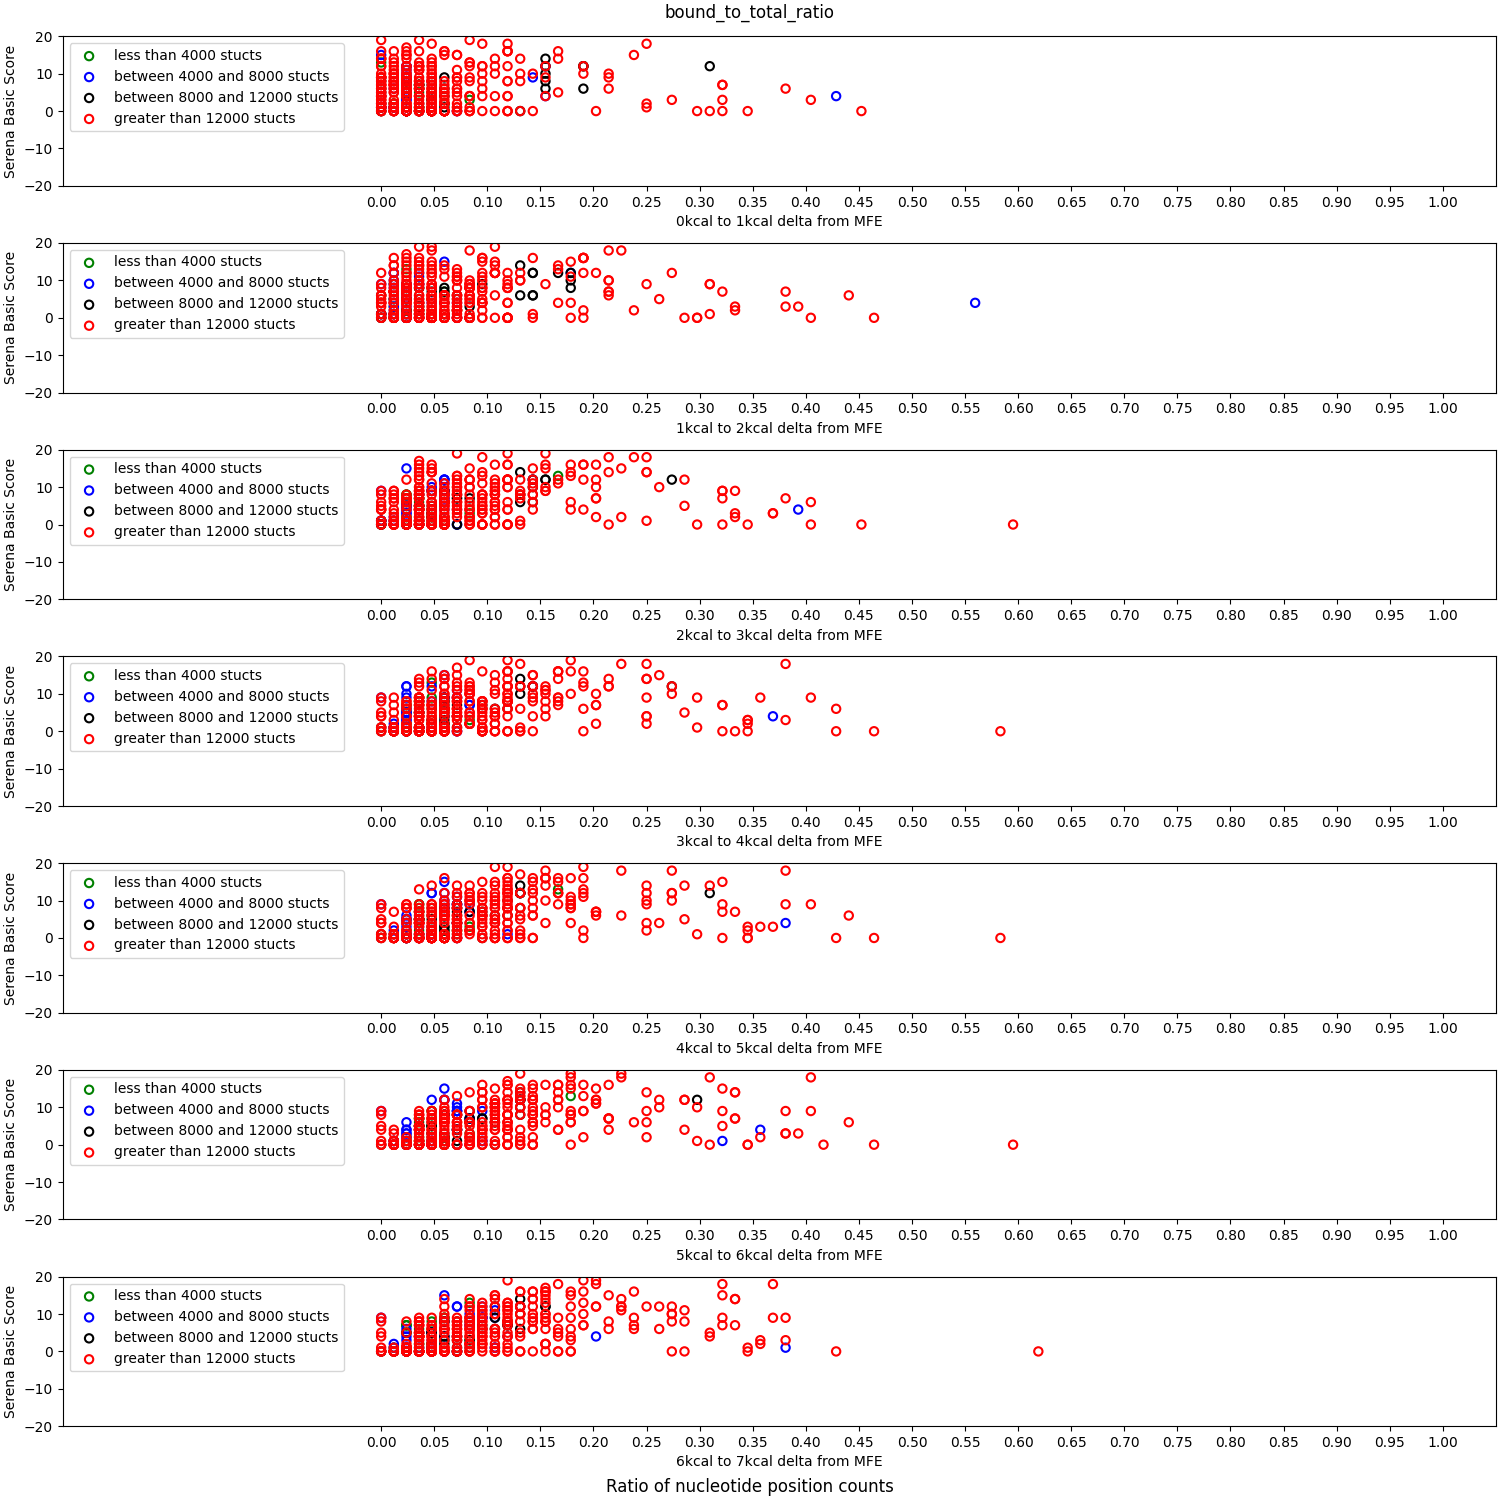 bound_to_total_ratio
Serena Basic Score
20
10
0
−10
−20
less than 4000 stucts
between 4000 and 8000 stucts
between 8000 and 12000 stucts
greater than 12000 stucts
0.00 0.05 0.10 0.15 0.20 0.25 0.30 0.35 0.40 0.45 0.50 0.55 0.60 0.65 0.70 0.75 0.80 0.85 0.90 0.95 1.00
0kcal to 1kcal delta from MFE
Serena Basic Score
20
10
0
−10
−20
less than 4000 stucts
between 4000 and 8000 stucts
between 8000 and 12000 stucts
greater than 12000 stucts
0.00 0.05 0.10 0.15 0.20 0.25 0.30 0.35 0.40 0.45 0.50 0.55 0.60 0.65 0.70 0.75 0.80 0.85 0.90 0.95 1.00
1kcal to 2kcal delta from MFE
Serena Basic Score
20
10
0
−10
−20
less than 4000 stucts
between 4000 and 8000 stucts
between 8000 and 12000 stucts
greater than 12000 stucts
0.00 0.05 0.10 0.15 0.20 0.25 0.30 0.35 0.40 0.45 0.50 0.55 0.60 0.65 0.70 0.75 0.80 0.85 0.90 0.95 1.00
2kcal to 3kcal delta from MFE
Serena Basic Score
20
10
0
−10
−20
less than 4000 stucts
between 4000 and 8000 stucts
between 8000 and 12000 stucts
greater than 12000 stucts
0.00 0.05 0.10 0.15 0.20 0.25 0.30 0.35 0.40 0.45 0.50 0.55 0.60 0.65 0.70 0.75 0.80 0.85 0.90 0.95 1.00
3kcal to 4kcal delta from MFE
Serena Basic Score
20
10
0
−10
−20
less than 4000 stucts
between 4000 and 8000 stucts
between 8000 and 12000 stucts
greater than 12000 stucts
0.00 0.05 0.10 0.15 0.20 0.25 0.30 0.35 0.40 0.45 0.50 0.55 0.60 0.65 0.70 0.75 0.80 0.85 0.90 0.95 1.00
4kcal to 5kcal delta from MFE
Serena Basic Score
20
10
0
−10
−20
less than 4000 stucts
between 4000 and 8000 stucts
between 8000 and 12000 stucts
greater than 12000 stucts
0.00 0.05 0.10 0.15 0.20 0.25 0.30 0.35 0.40 0.45 0.50 0.55 0.60 0.65 0.70 0.75 0.80 0.85 0.90 0.95 1.00
5kcal to 6kcal delta from MFE
Serena Basic Score
20
10
0
−10
−20
less than 4000 stucts
between 4000 and 8000 stucts
between 8000 and 12000 stucts
greater than 12000 stucts
0.00 0.05 0.10 0.15 0.20 0.25 0.30 0.35 0.40 0.45 0.50 0.55 0.60 0.65 0.70 0.75 0.80 0.85 0.90 0.95 1.00
6kcal to 7kcal delta from MFE
Ratio of nucleotide position counts